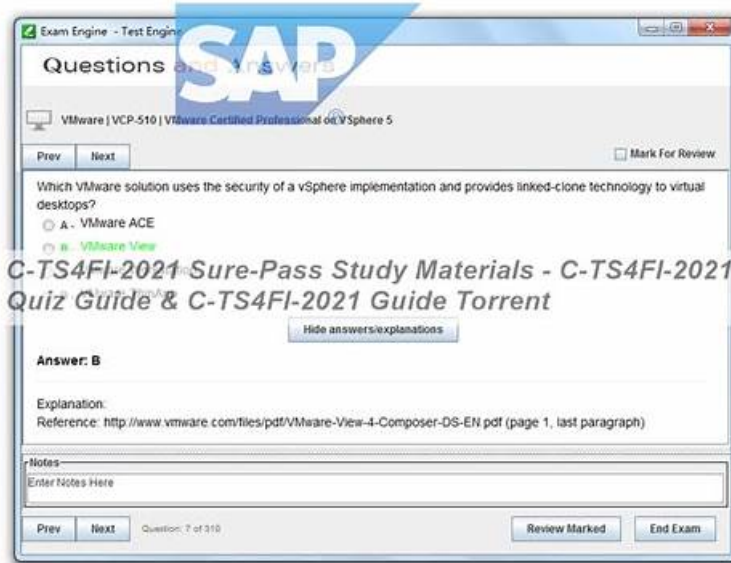 Exam Engine - Test Engine
SAP
Questions and Answers
VMware | VCP-510 | VMware Certified Professional on VSphere 5
Prev Next Mark For Review
Which VMware solution uses the security of a vSphere implementation and provides linked-clone technology to virtual
desktops?
A - VMware ACE
B - VMware View
C-TS4FI-2021 Sure-Pass Study Materials - C-TS4FI-2021
Quiz Guide & C-TS4FI-2021 Guide Torrent
Hide answers/explanations
Answer: B
Explanation:
Reference: http://www.vmware.com/files/pdf/VMware-View-4-Composer-DS-EN.pdf (page 1, last paragraph)
Notes
Enter Notes Here
Prev Next Question: 7 of 310 Review Marked End Exam